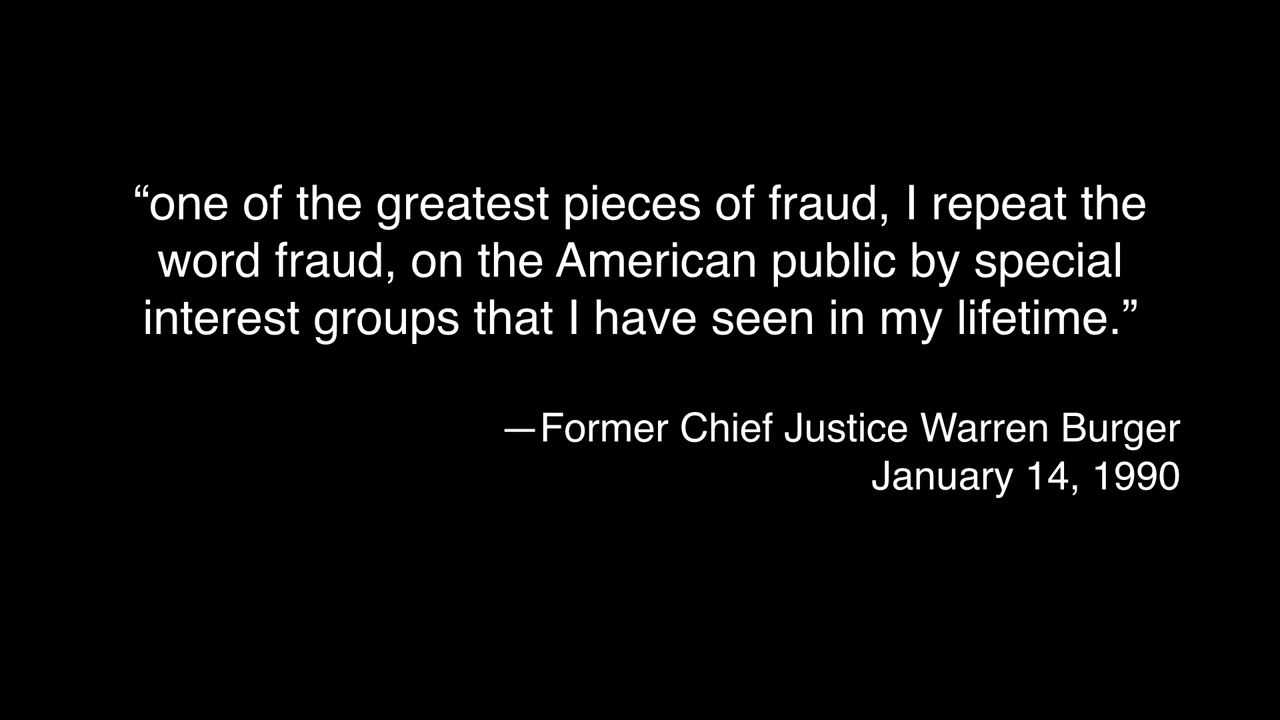 “one of the greatest pieces of fraud, I repeat the
word fraud, on the American public by special
interest groups that I have seen in my lifetime.”
—Former Chief Justice Warren Burger
January 14, 1990